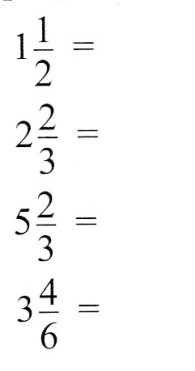 1 1/2 =
2 2/3 =
5 2/3 =
3 4/6 =